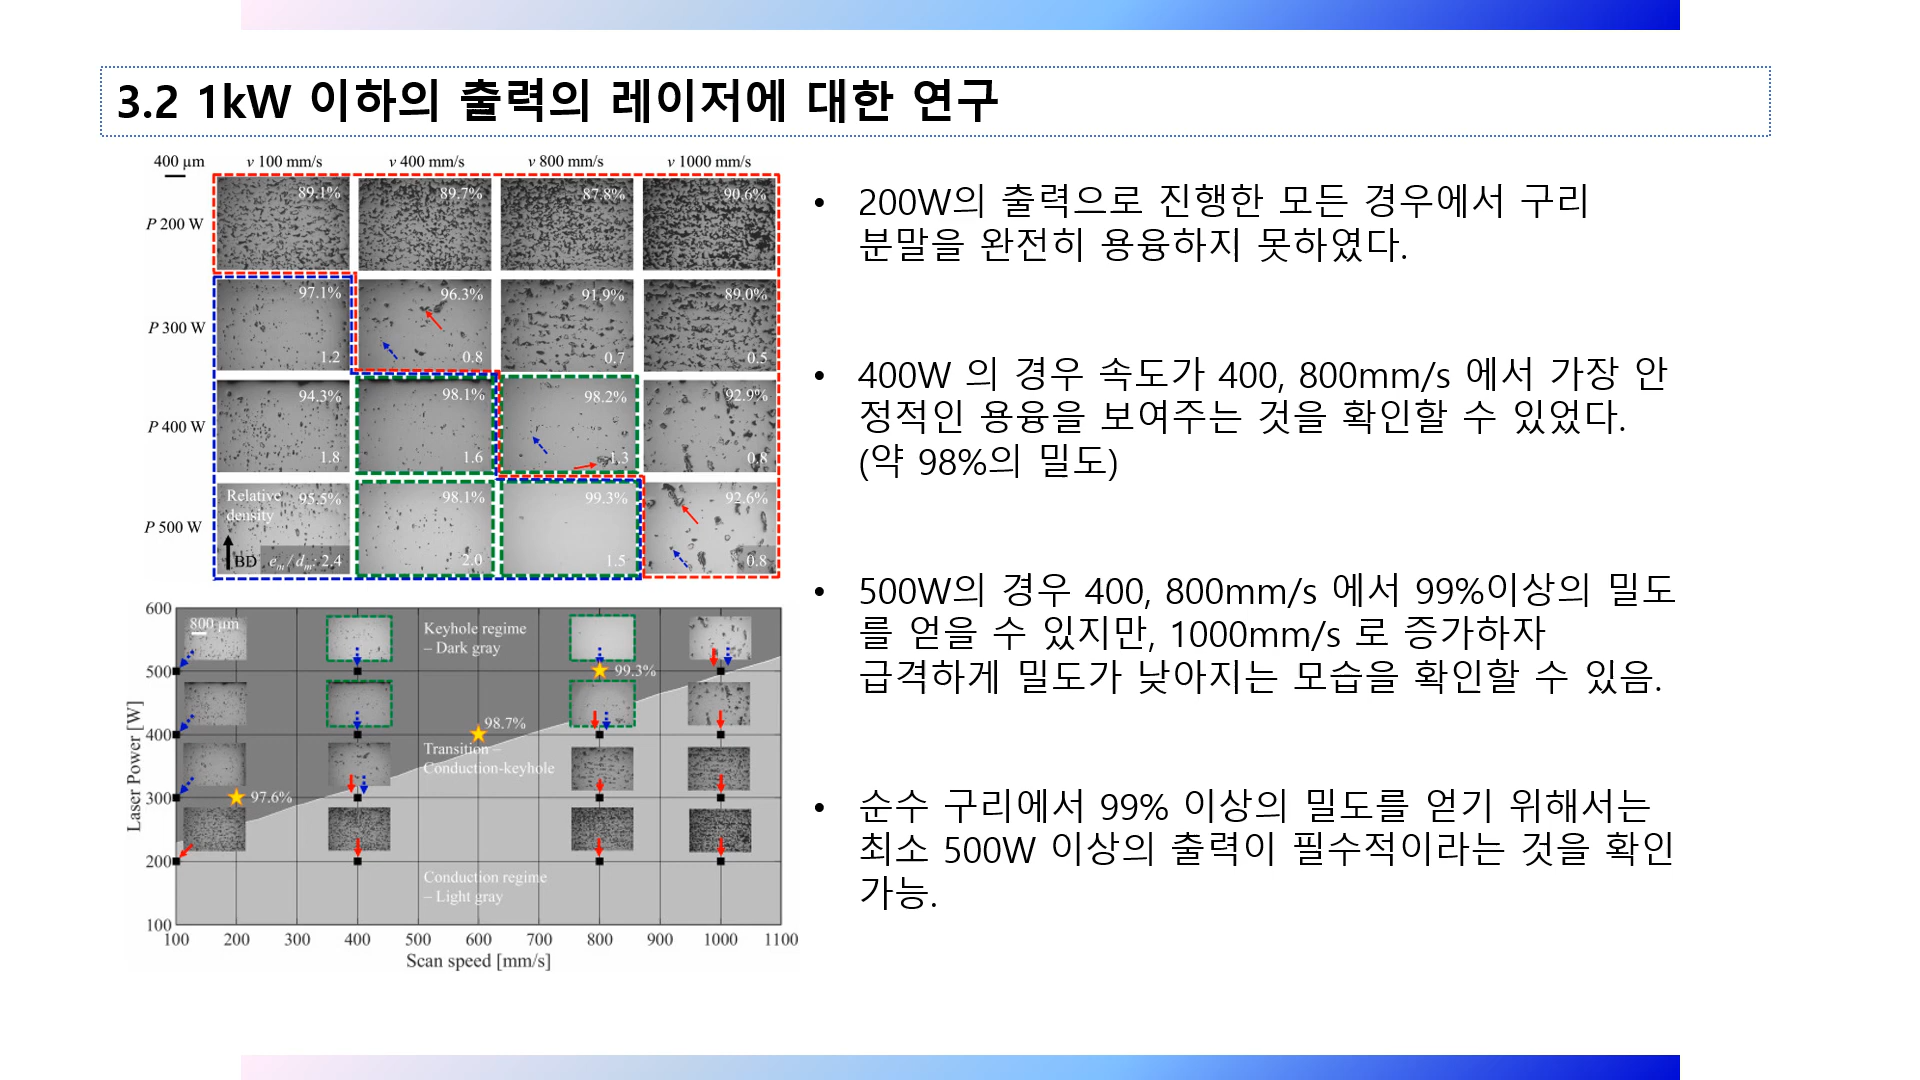 3.2 1kW 이하의 출력의 레이저에 대한 연구
400 µm
v 100 mm/s
v 400 mm/s
v 800 mm/s
v 1000 mm/s
P 200 W
89.1%
89.7%
87.8%
90.6%
P 300 W
97.1%
96.3%
91.9%
89.0%
1.2
0.8
0.7
0.5
P 400 W
94.3%
98.1%
98.2%
92.9%
1.8
1.6
1.3
0.8
P 500 W
Relative
density
95.5%
98.1%
99.3%
92.6%
BD
em / dm: 2.4
2.0
1.5
0.8
600
500
400
300
200
100
Laser Power [W]
800 µm
Keyhole regime
– Dark gray
99.3%
98.7%
Transition –
Conduction-keyhole
97.6%
Conduction regime
– Light gray
100 200 300 400 500 600 700 800 900 1000 1100
Scan speed [mm/s]
• 200W의 출력으로 진행한 모든 경우에서 구리
분말을 완전히 용융하지 못하였다.
• 400W 의 경우 속도가 400, 800mm/s 에서 가장 안
정적인 용융을 보여주는 것을 확인할 수 있었다.
(약 98%의 밀도)
• 500W의 경우 400, 800mm/s 에서 99%이상의 밀도
를 얻을 수 있지만, 1000mm/s 로 증가하자
급격하게 밀도가 낮아지는 모습을 확인할 수 있음.
• 순수 구리에서 99% 이상의 밀도를 얻기 위해서는
최소 500W 이상의 출력이 필수적이라는 것을 확인
가능.